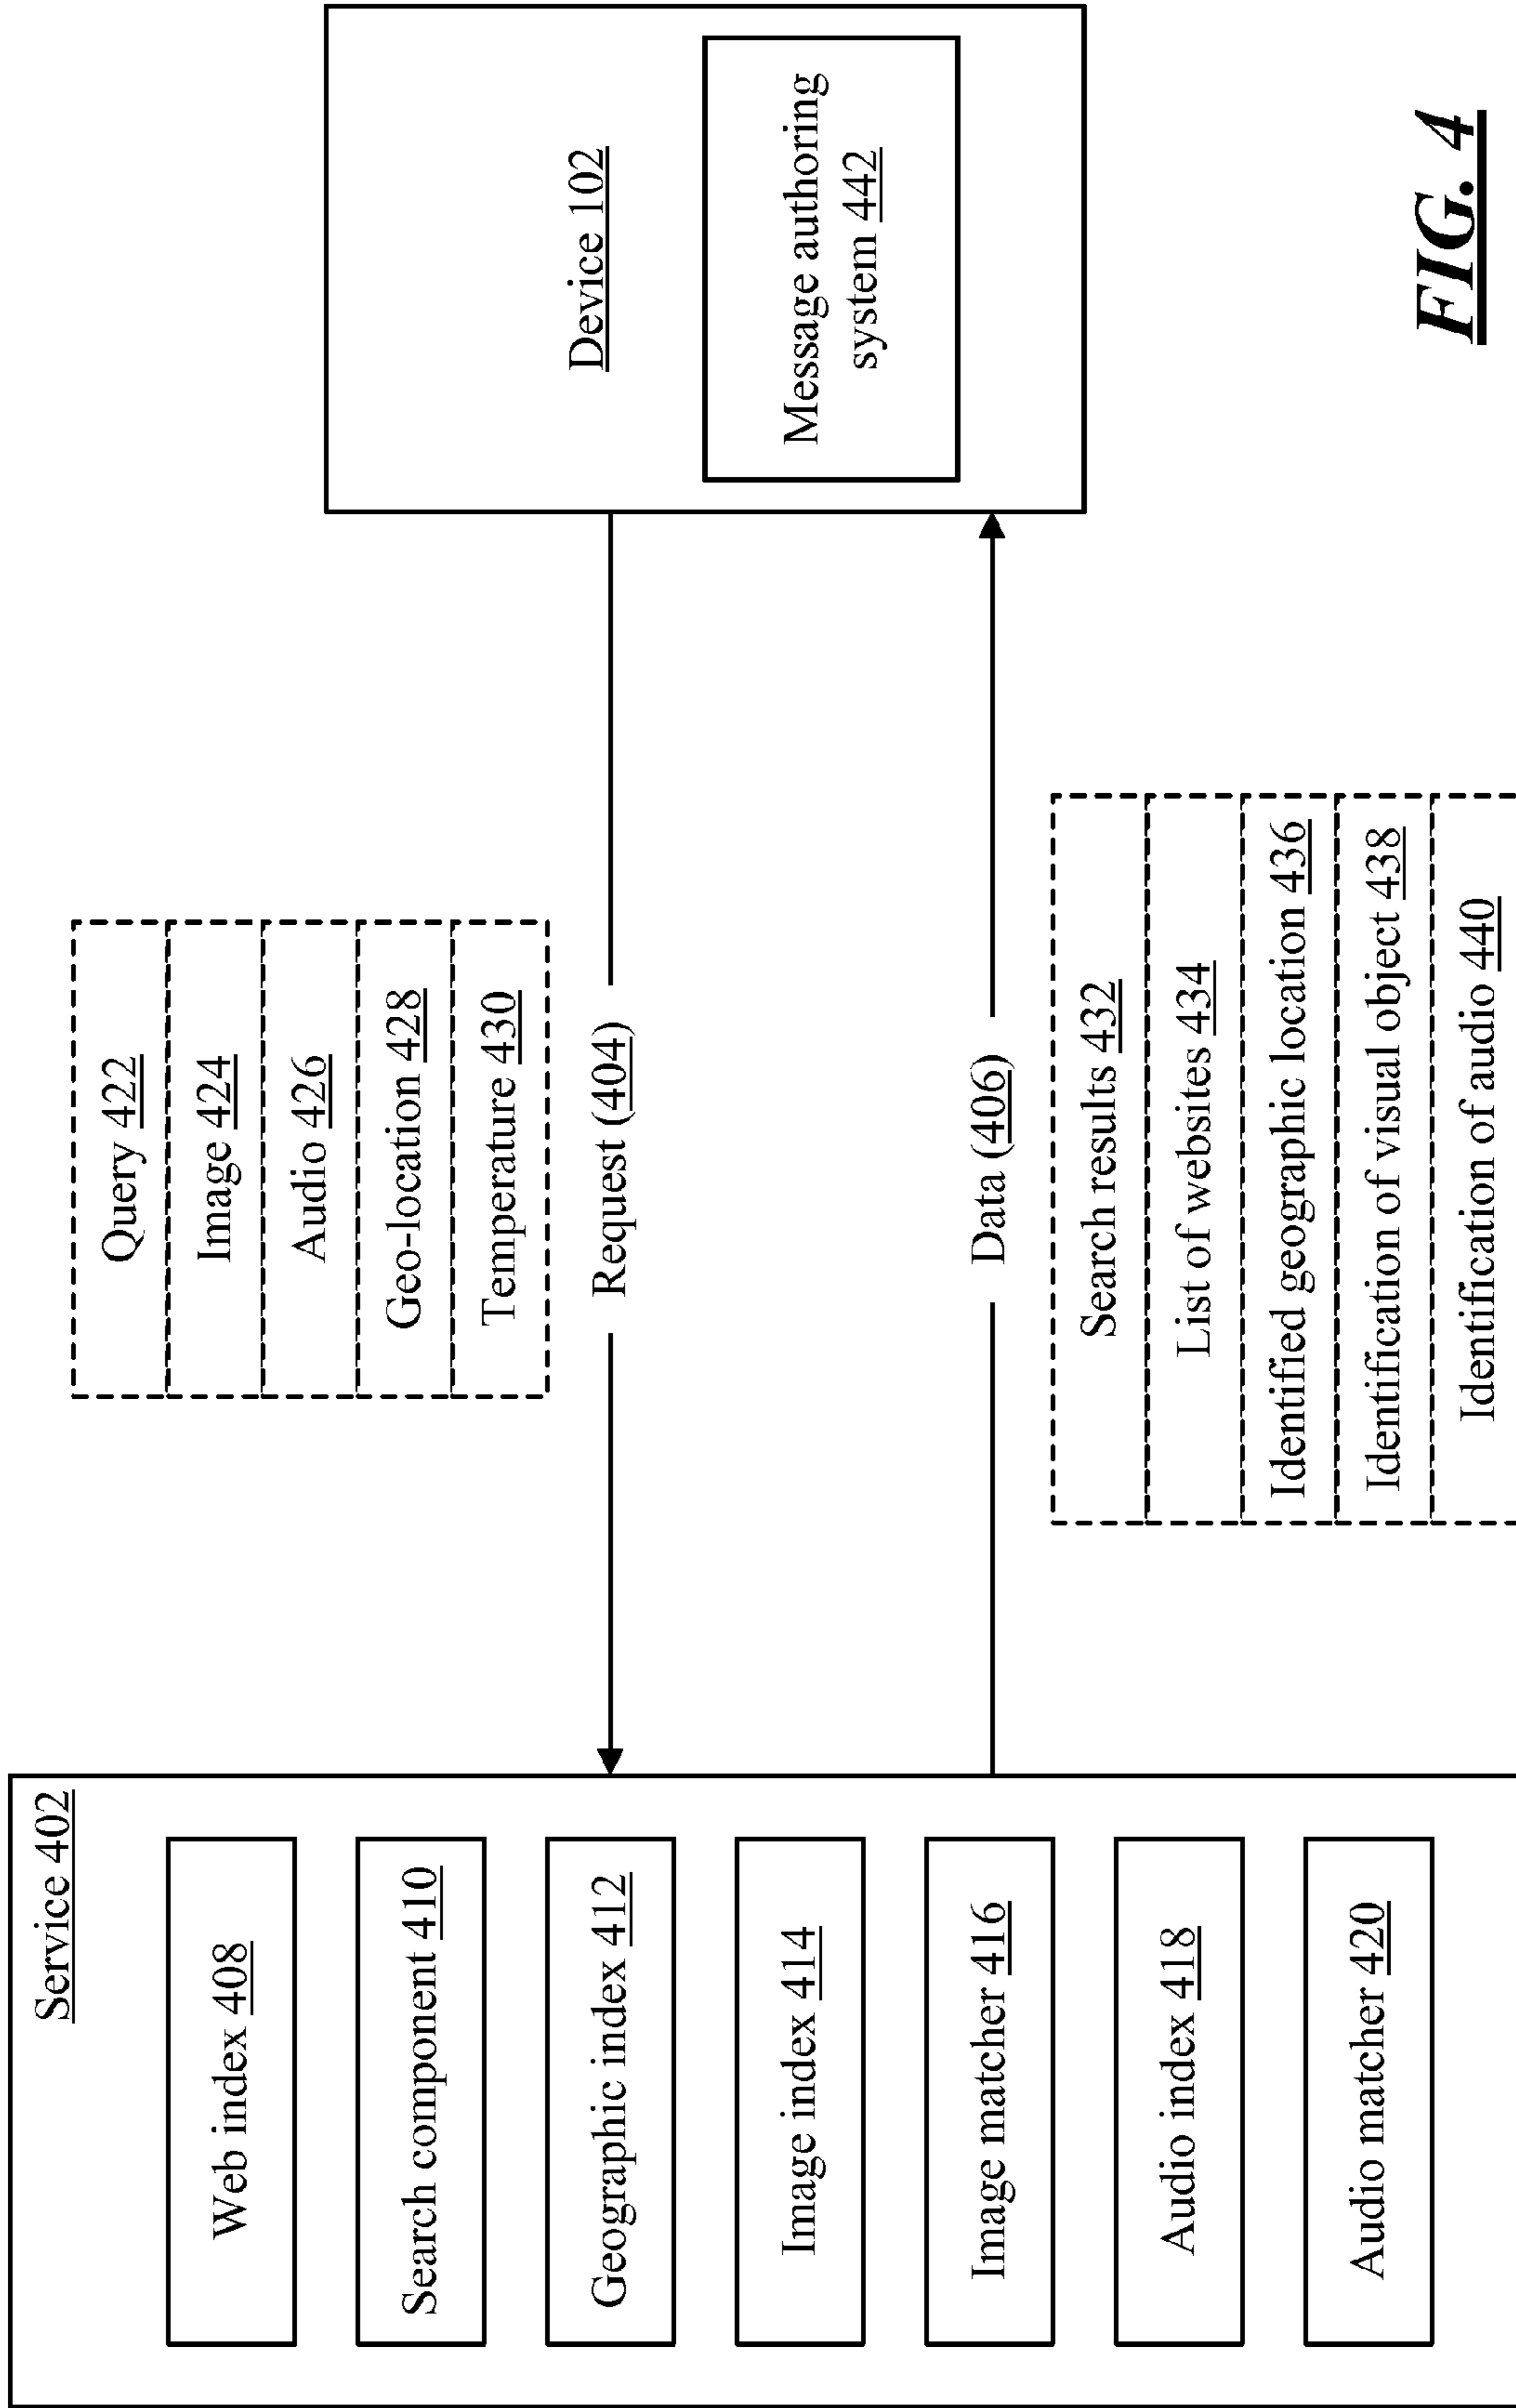 Service 402
Web index 408
Search component 410
Geographic index 412
Image index 414
Image matcher 416
Audio index 418
Audio matcher 420
Query 422
Image 424
Audio 426
Geo-location 428
Temperature 430
Request (404)
Data (406)
Search results 432
List of websites 434
Identified geographic location 436
Identification of visual object 438
Identification of audio 440
Device 102
Message authoring
system 442
FIG. 4